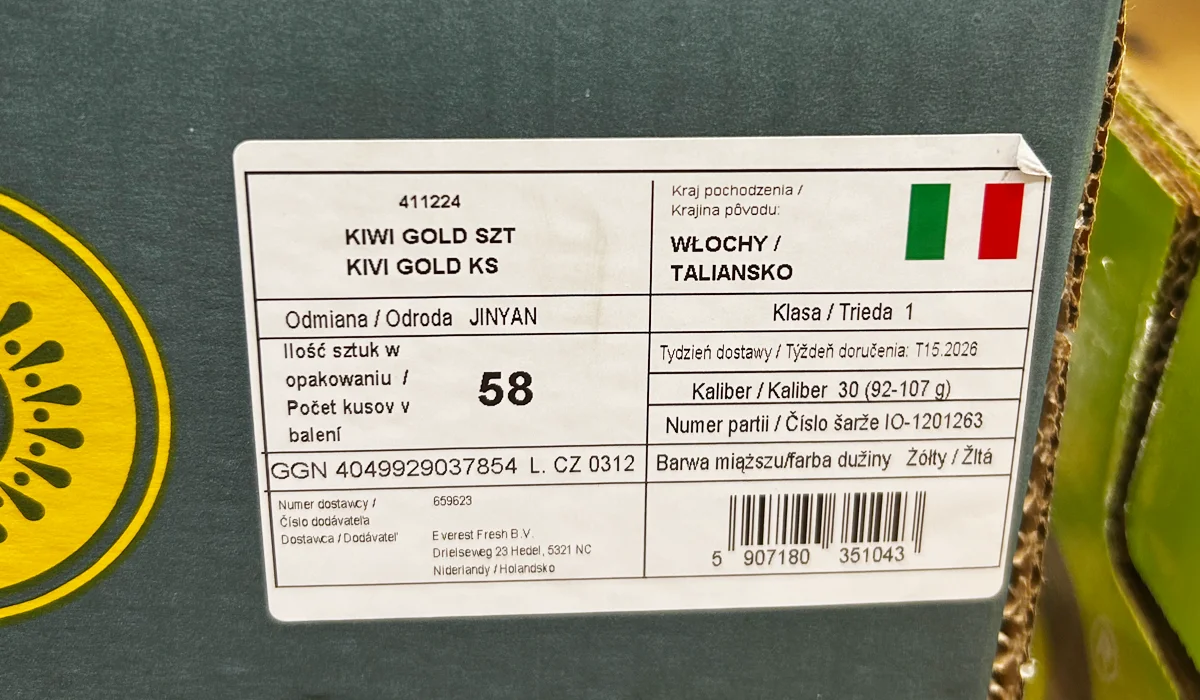 411224
KIWI GOLD SZT
KIVI GOLD KS
Kraj pochodzenia /
Krajina pôvodu:
WŁOCHY /
TALIANSKO
Odmiana / Odroda JINYAN
Klasa / Trieda 1
Ilość sztuk w
opakowaniu /
Počet kusov v
balení
58
Tydzień dostawy / Týždeň doručenia: T15.2026
Kaliber / Kaliber 30 (92-107 g)
Numer partii / Číslo šarže IO-1201263
GGN 4049929037854 L. CZ 0312
Barwa miąższu/farba dužiny Żółty / Žltá
Numer dostawcy /
Číslo dodávateľa
659623
Dostawca / Dodávateľ
Everest Fresh B.V.
Drielseweg 23 Hedel, 5321 NC
Niderlandy / Holandsko
5 907180 351043